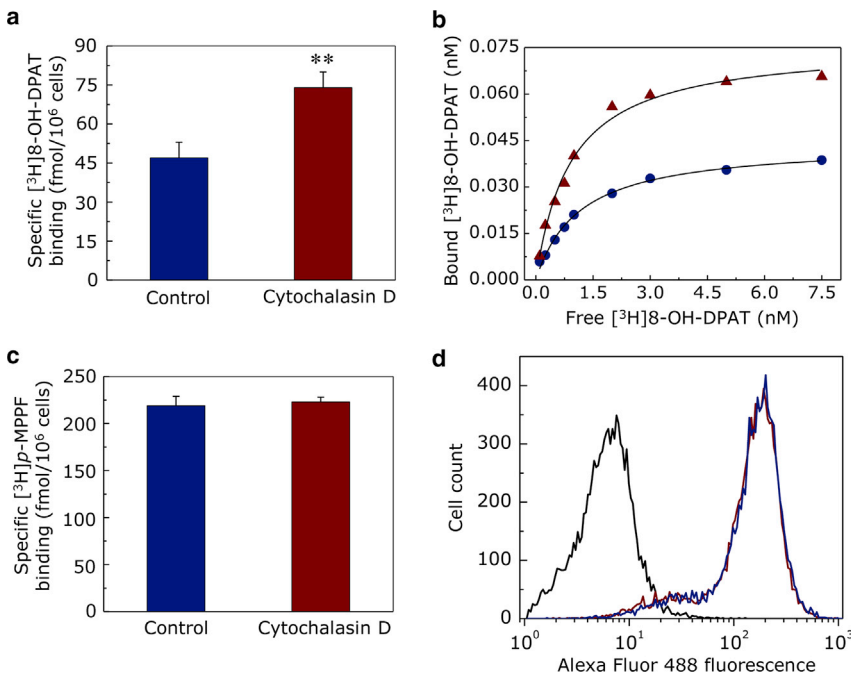 a
Specific [³H]8-OH-DPAT
binding (fmol/10⁶ cells)
90
75
60
45
30
15
0
**
Control
Cytochalasin D
b
Bound [³H]8-OH-DPAT (nM)
0.075
0.060
0.045
0.030
0.015
0.000
0.0
1.5
3.0
4.5
6.0
7.5
Free [³H]8-OH-DPAT (nM)
c
Specific [³H]p-MPPF
binding (fmol/10⁶ cells)
250
200
150
100
50
0
Control
Cytochalasin D
d
Cell count
400
300
200
100
0
10⁰
10¹
10²
10³
Alexa Fluor 488 fluorescence